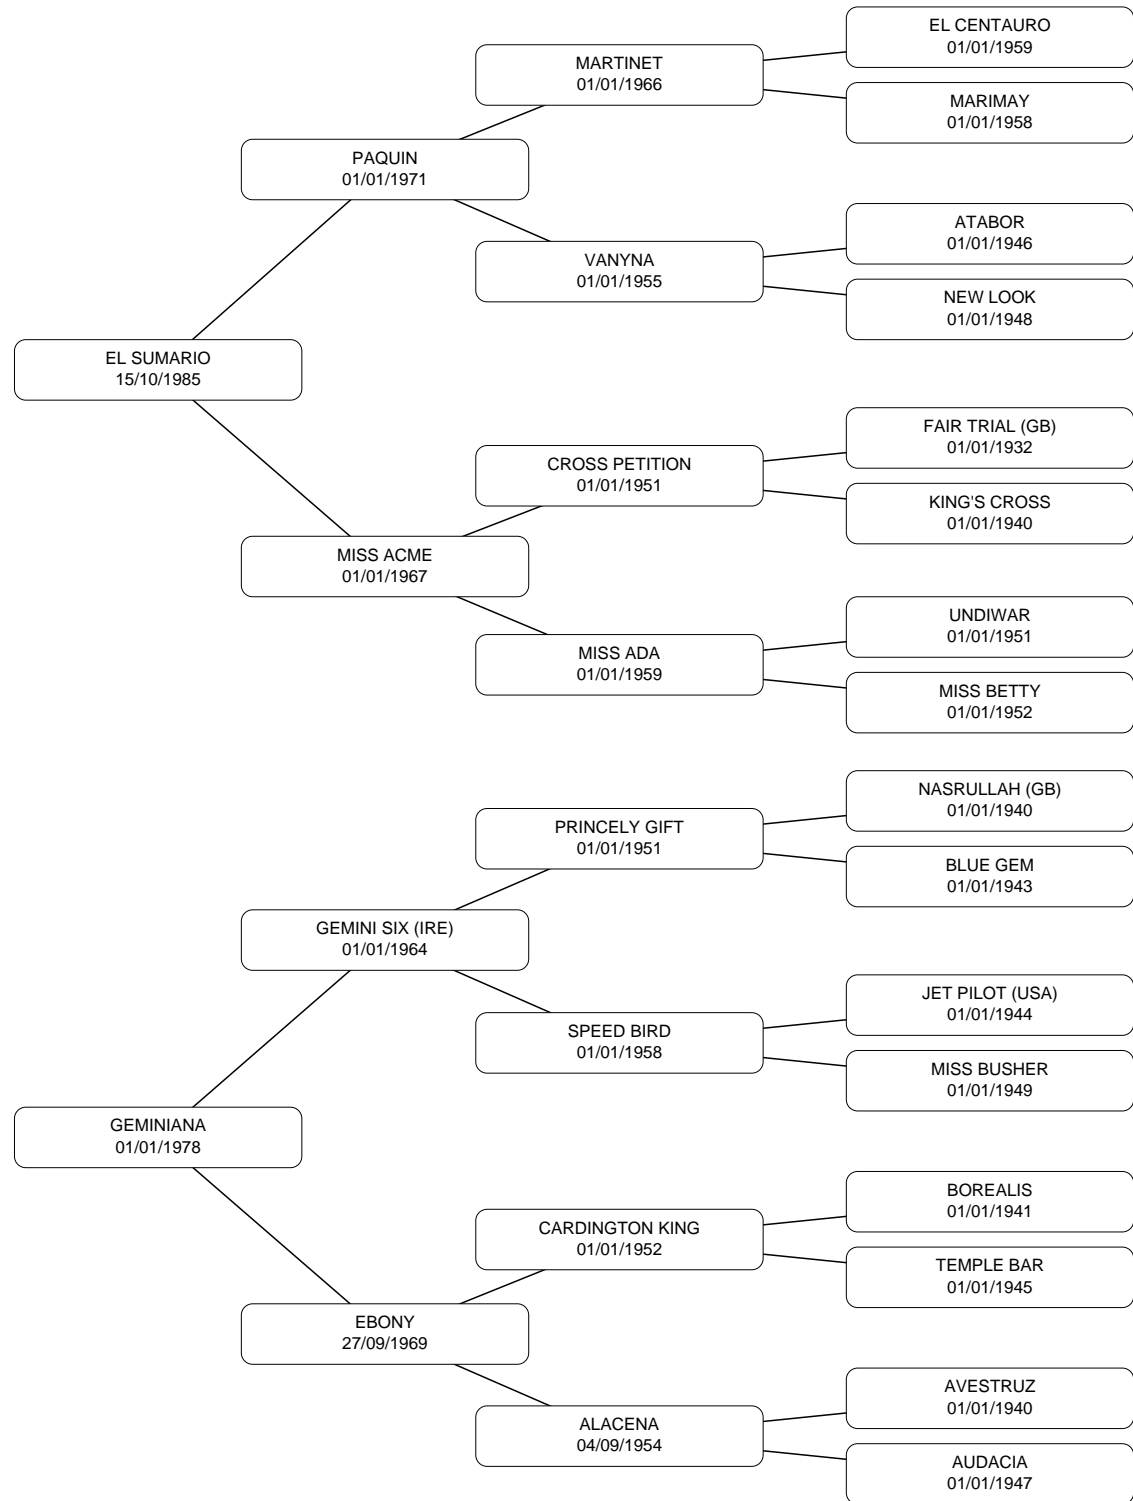 EL CENTAURO
01/01/1959
MARTINET
01/01/1966
MARIMAY
01/01/1958
PAQUIN
01/01/1971
ATABOR
01/01/1946
VANYNA
01/01/1955
NEW LOOK
01/01/1948
EL SUMARIO
15/10/1985
FAIR TRIAL (GB)
01/01/1932
CROSS PETITION
01/01/1951
KING'S CROSS
01/01/1940
MISS ACME
01/01/1967
UNDIWAR
01/01/1951
MISS ADA
01/01/1959
MISS BETTY
01/01/1952
NASRULLAH (GB)
01/01/1940
PRINCELY GIFT
01/01/1951
BLUE GEM
01/01/1943
GEMINI SIX (IRE)
01/01/1964
JET PILOT (USA)
01/01/1944
SPEED BIRD
01/01/1958
MISS BUSHER
01/01/1949
GEMINIANA
01/01/1978
BOREALIS
01/01/1941
CARDINGTON KING
01/01/1952
TEMPLE BAR
01/01/1945
EBONY
27/09/1969
AVESTRUZ
01/01/1940
ALACENA
04/09/1954
AUDACIA
01/01/1947